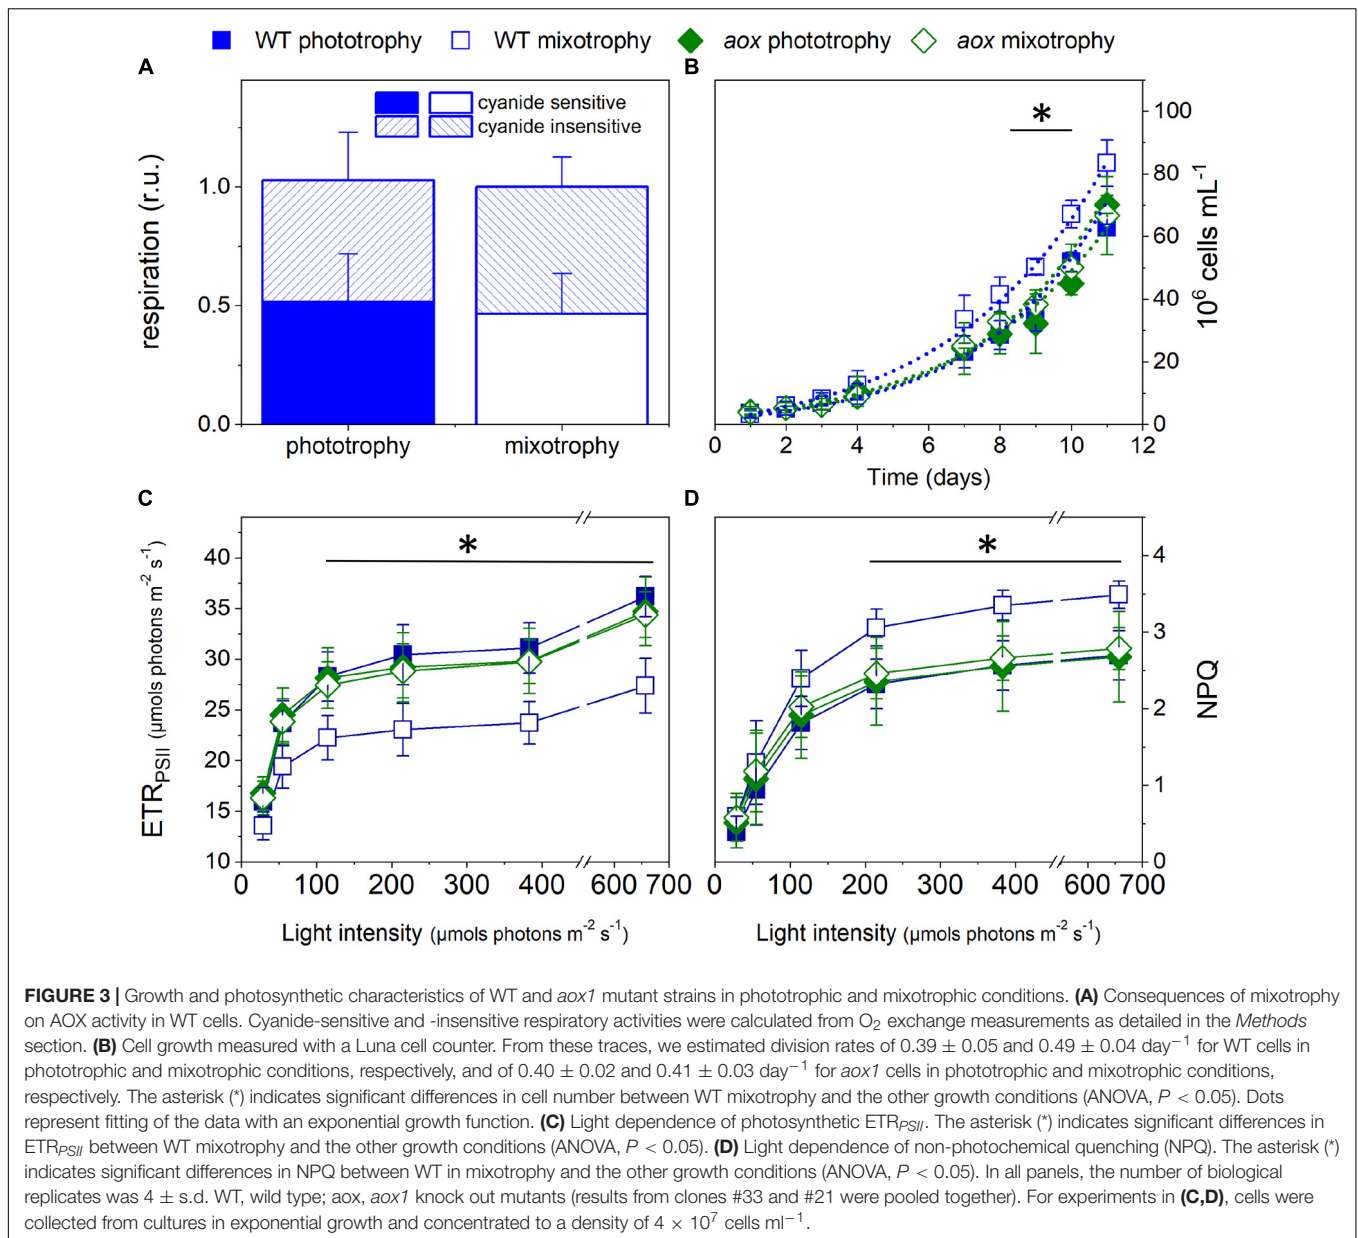 WT phototrophy WT mixotrophy aox phototrophy aox mixotrophy
A
cyanide sensitive
cyanide insensitive
respiration (r.u.)
1.0
0.5
0.0
phototrophy mixotrophy
B
*
100
80
60
40
20
0
10⁶ cells mL⁻¹
0 2 4 6 8 10 12
Time (days)
C
*
40
35
30
25
20
15
10
ETR_PSII (µmols photons m⁻² s⁻¹)
0 100 200 300 400 600 700
Light intensity (µmols photons m⁻² s⁻¹)
D
*
4
3
2
1
0
NPQ
0 100 200 300 400 600 700
Light intensity (µmols photons m⁻² s⁻¹)
FIGURE 3 | Growth and photosynthetic characteristics of WT and aox1 mutant strains in phototrophic and mixotrophic conditions. (A) Consequences of mixotrophy
on AOX activity in WT cells. Cyanide-sensitive and -insensitive respiratory activities were calculated from O₂ exchange measurements as detailed in the Methods
section. (B) Cell growth measured with a Luna cell counter. From these traces, we estimated division rates of 0.39 ± 0.05 and 0.49 ± 0.04 day⁻¹ for WT cells in
phototrophic and mixotrophic conditions, respectively, and of 0.40 ± 0.02 and 0.41 ± 0.03 day⁻¹ for aox1 cells in phototrophic and mixotrophic conditions,
respectively. The asterisk (*) indicates significant differences in cell number between WT mixotrophy and the other growth conditions (ANOVA, P < 0.05). Dots
represent fitting of the data with an exponential growth function. (C) Light dependence of photosynthetic ETR_PSII. The asterisk (*) indicates significant differences in
ETR_PSII between WT mixotrophy and the other growth conditions (ANOVA, P < 0.05). (D) Light dependence of non-photochemical quenching (NPQ). The asterisk (*)
indicates significant differences in NPQ between WT in mixotrophy and the other growth conditions (ANOVA, P < 0.05). In all panels, the number of biological
replicates was 4 ± s.d. WT, wild type; aox, aox1 knock out mutants (results from clones #33 and #21 were pooled together). For experiments in (C,D), cells were
collected from cultures in exponential growth and concentrated to a density of 4 × 10⁷ cells ml⁻¹.